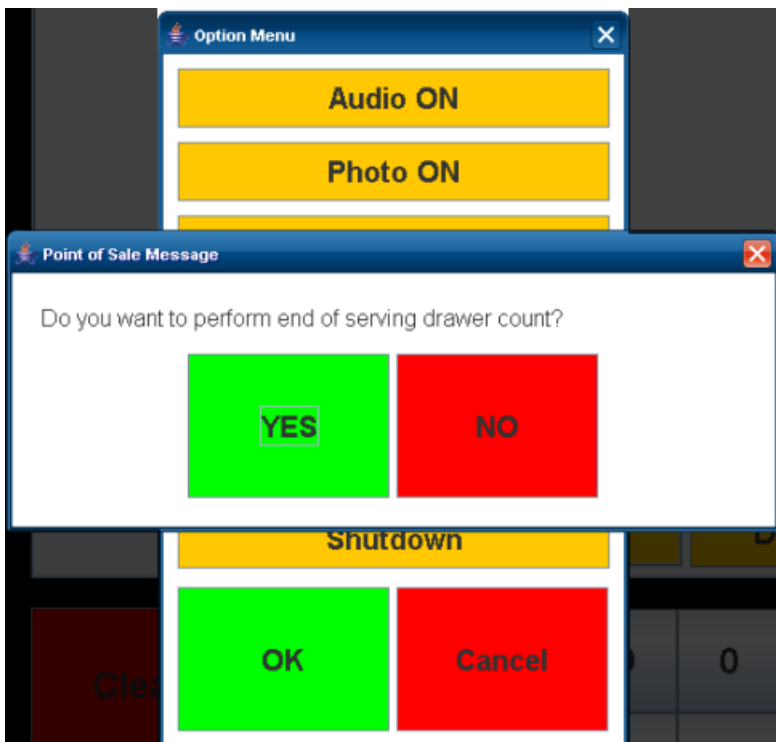 Option Menu
Audio ON
Photo ON
Point of Sale Message
Do you want to perform end of serving drawer count?
YES NO
Shutdown
OK Cancel
0